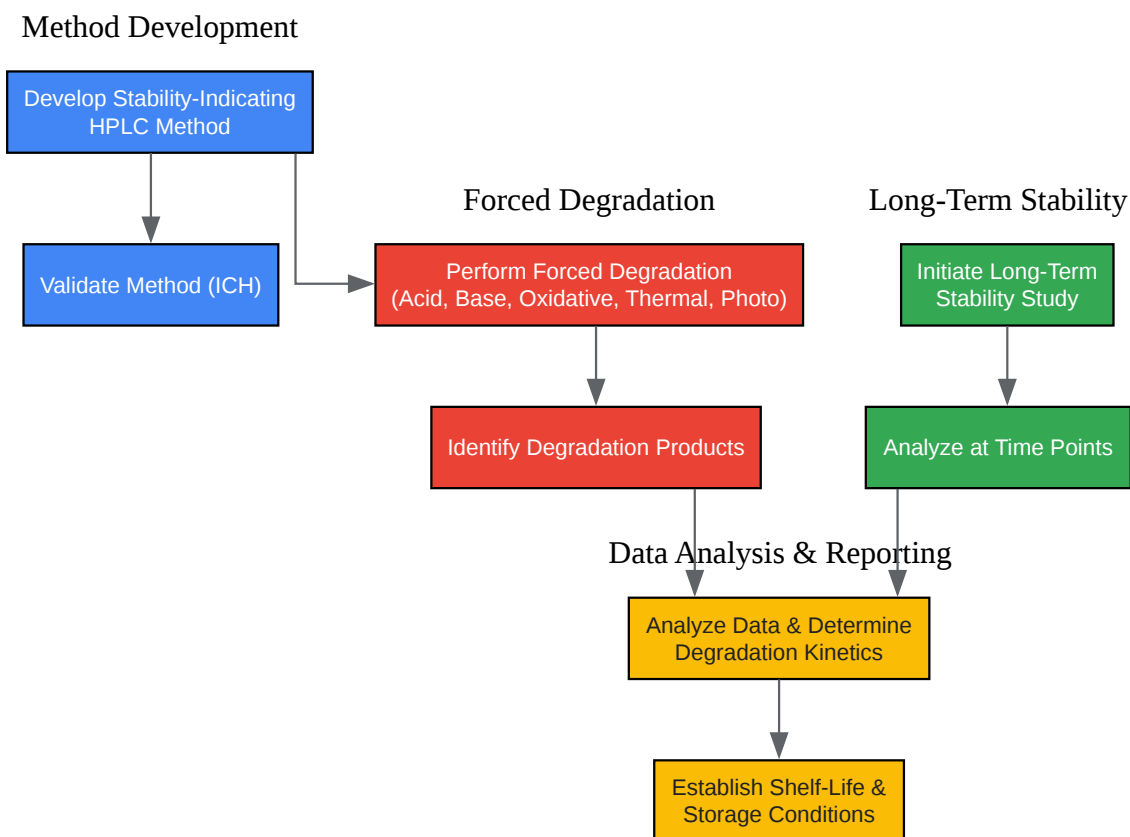 Method Development
Develop Stability-Indicating
HPLC Method
Validate Method (ICH)
Forced Degradation
Perform Forced Degradation
(Acid, Base, Oxidative, Thermal, Photo)
Identify Degradation Products
Long-Term Stability
Initiate Long-Term
Stability Study
Analyze at Time Points
Data Analysis & Reporting
Analyze Data & Determine
Degradation Kinetics
Establish Shelf-Life &
Storage Conditions